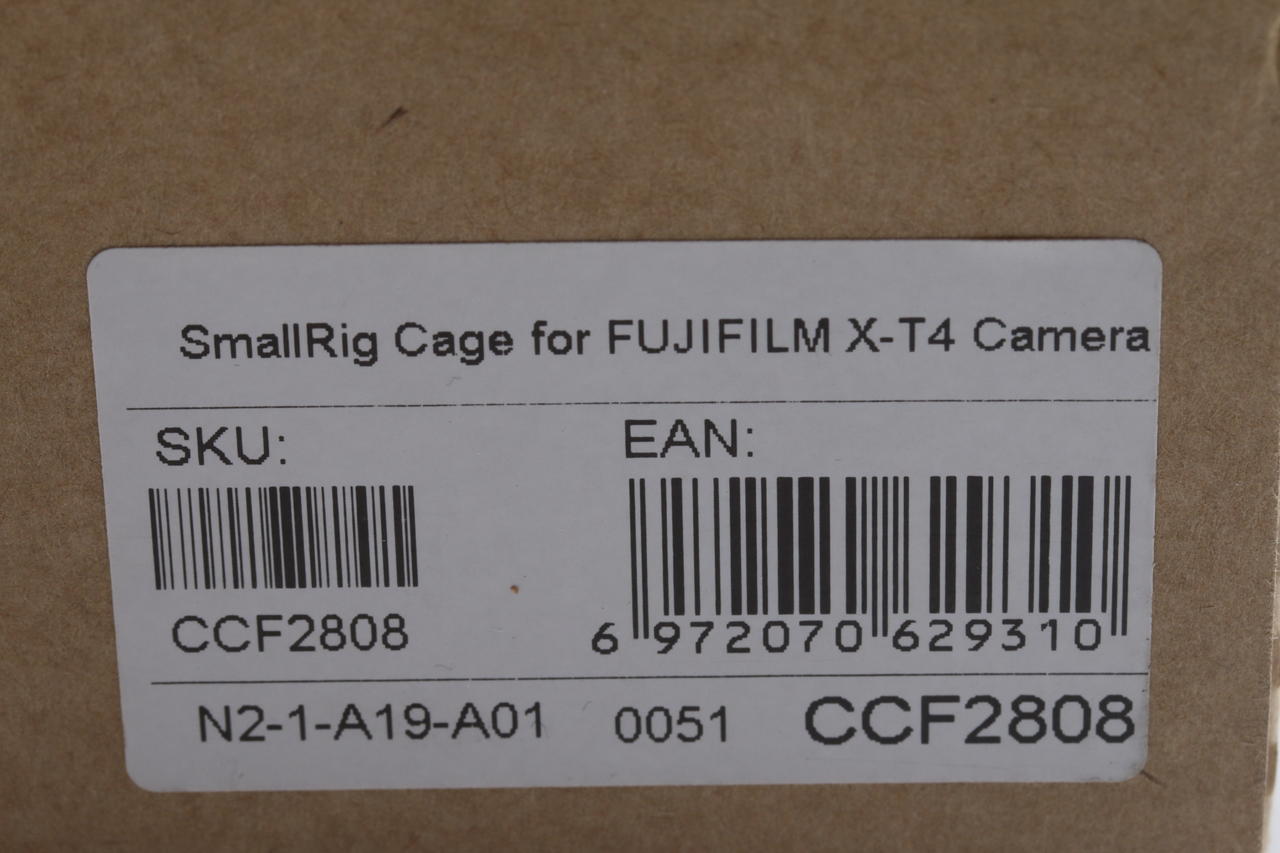 SmallRig Cage for FUJIFILM X-T4 Camera
SKU: EAN:
CCF2808 6 972070 629310
N2-1-A19-A01 0051 CCF2808